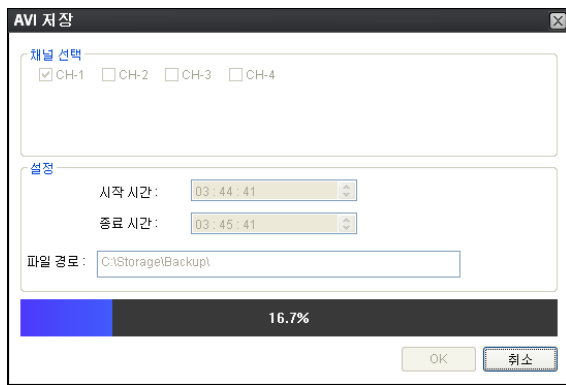 AVI 저장
채널 선택
CH-1 CH-2 CH-3 CH-4
설정
시작 시간 : 03 : 44 : 41
종료 시간 : 03 : 45 : 41
파일 경로 : C:\Storage\Backup\
16.7%
OK 취소